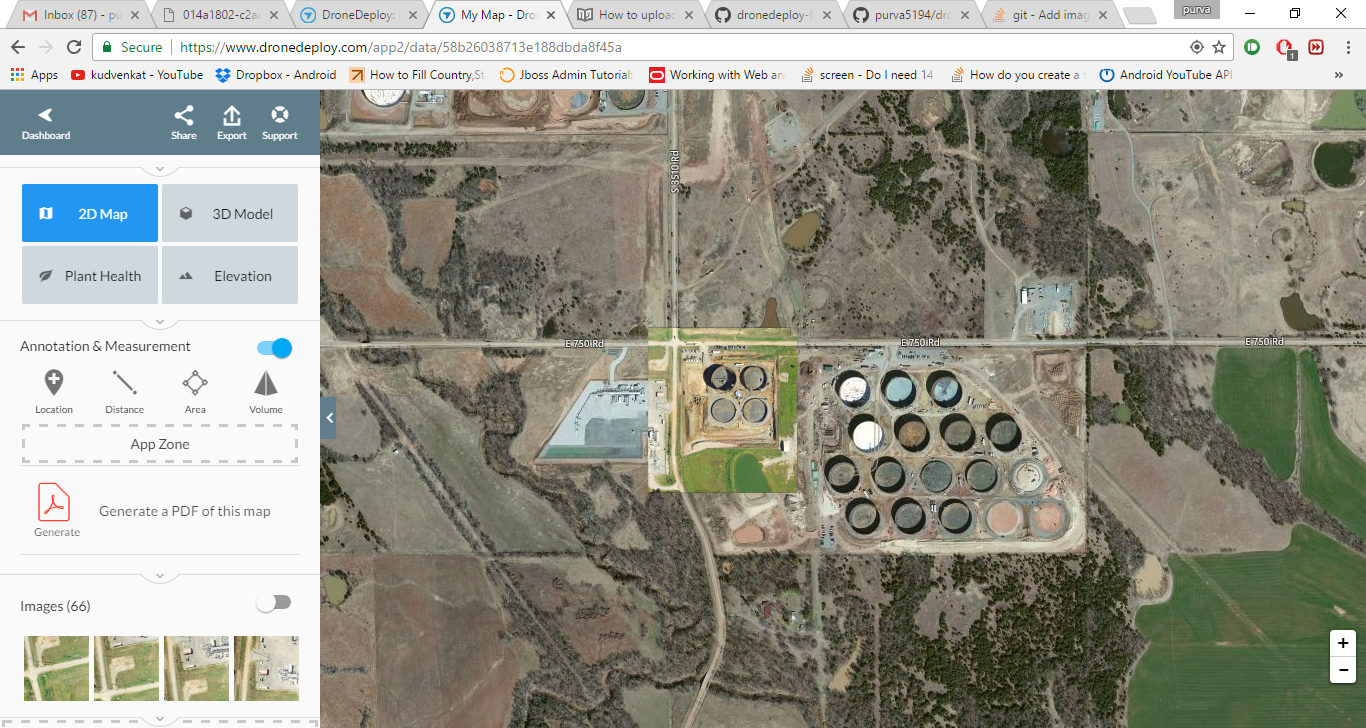 Inbox (87) - pu
014a1802-c2aa
DroneDeploy:
My Map - Dro
How to upload
dronedeploy-
purva5194/dro
git - Add imag
purva
Secure
https://www.dronedeploy.com/app2/data/58b26038713e188dbda8f45a
1
Apps
kudvenkat - YouTube
Dropbox - Android
How to Fill Country,St
Jboss Admin Tutorial:
Working with Web an
screen - Do I need 14
How do you create a
Android YouTube API
»
Dashboard
Share
Export
Support
2D Map
3D Model
Plant Health
Elevation
Annotation & Measurement
Location
Distance
Area
Volume
App Zone
Generate a PDF of this map
Generate
Images (66)
S 3510 Rd
E 750 Rd
E 750 Rd
E 750 Rd
+
−